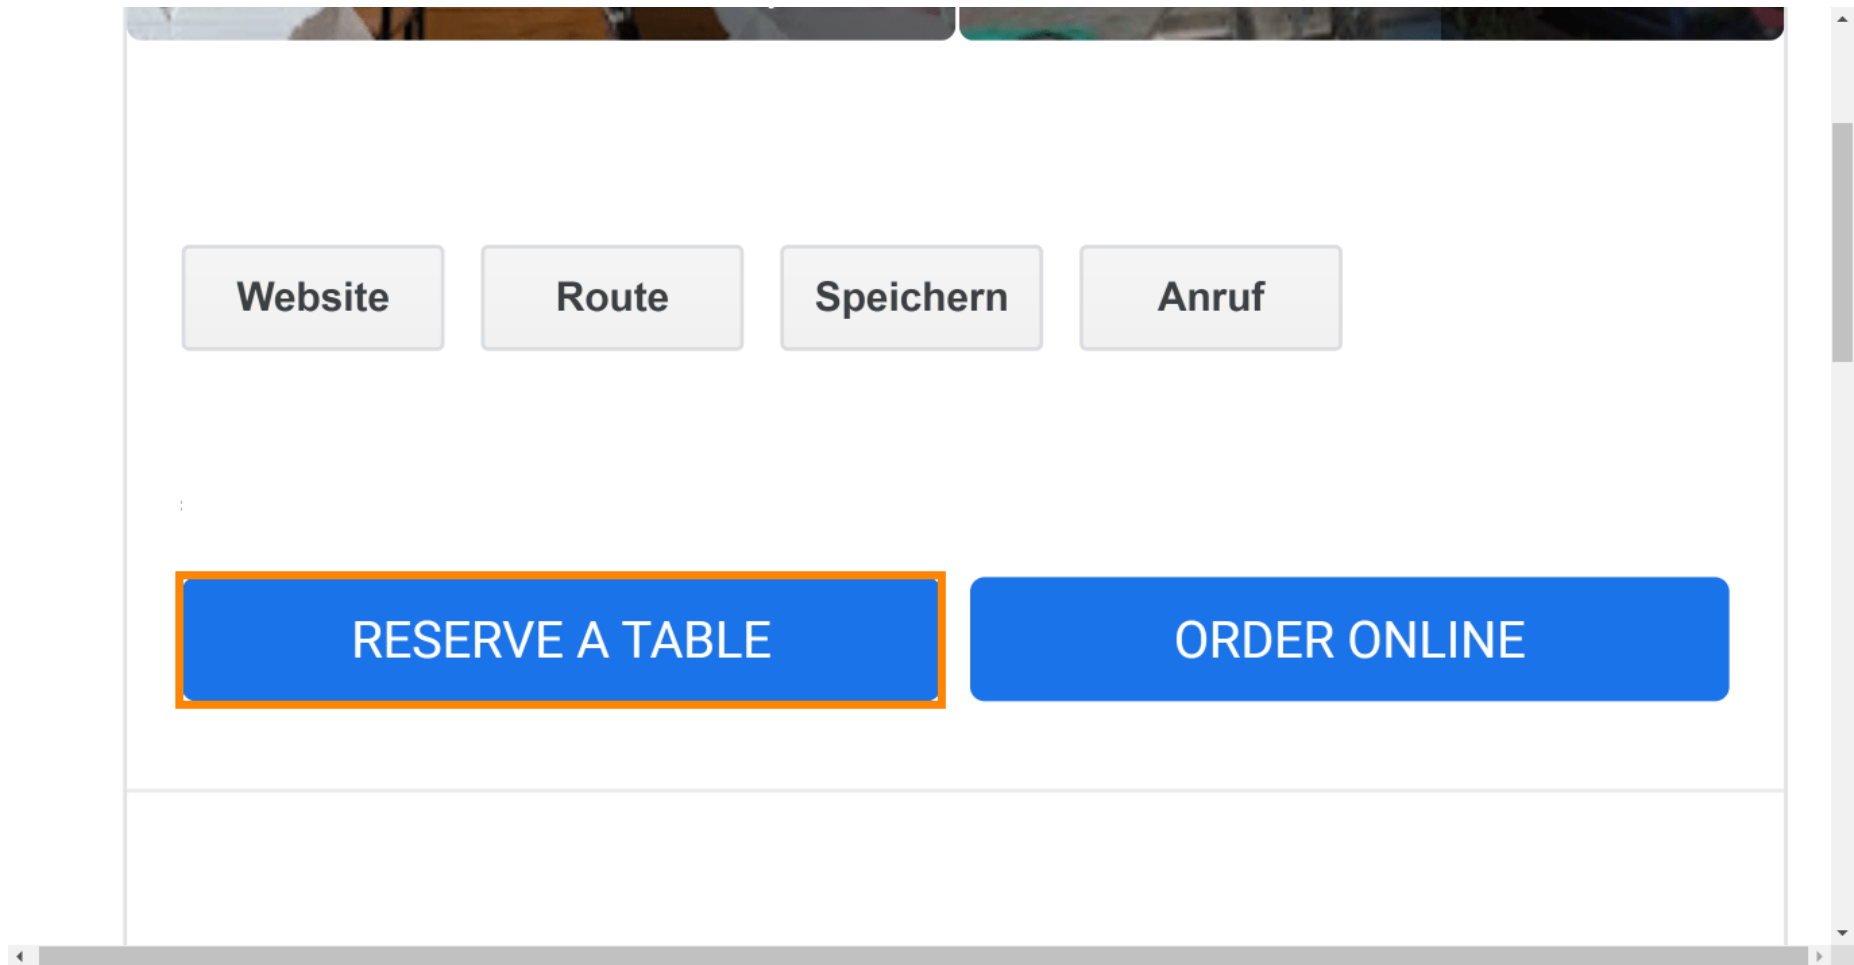 Website
Route
Speichern
Anruf
RESERVE A TABLE
ORDER ONLINE